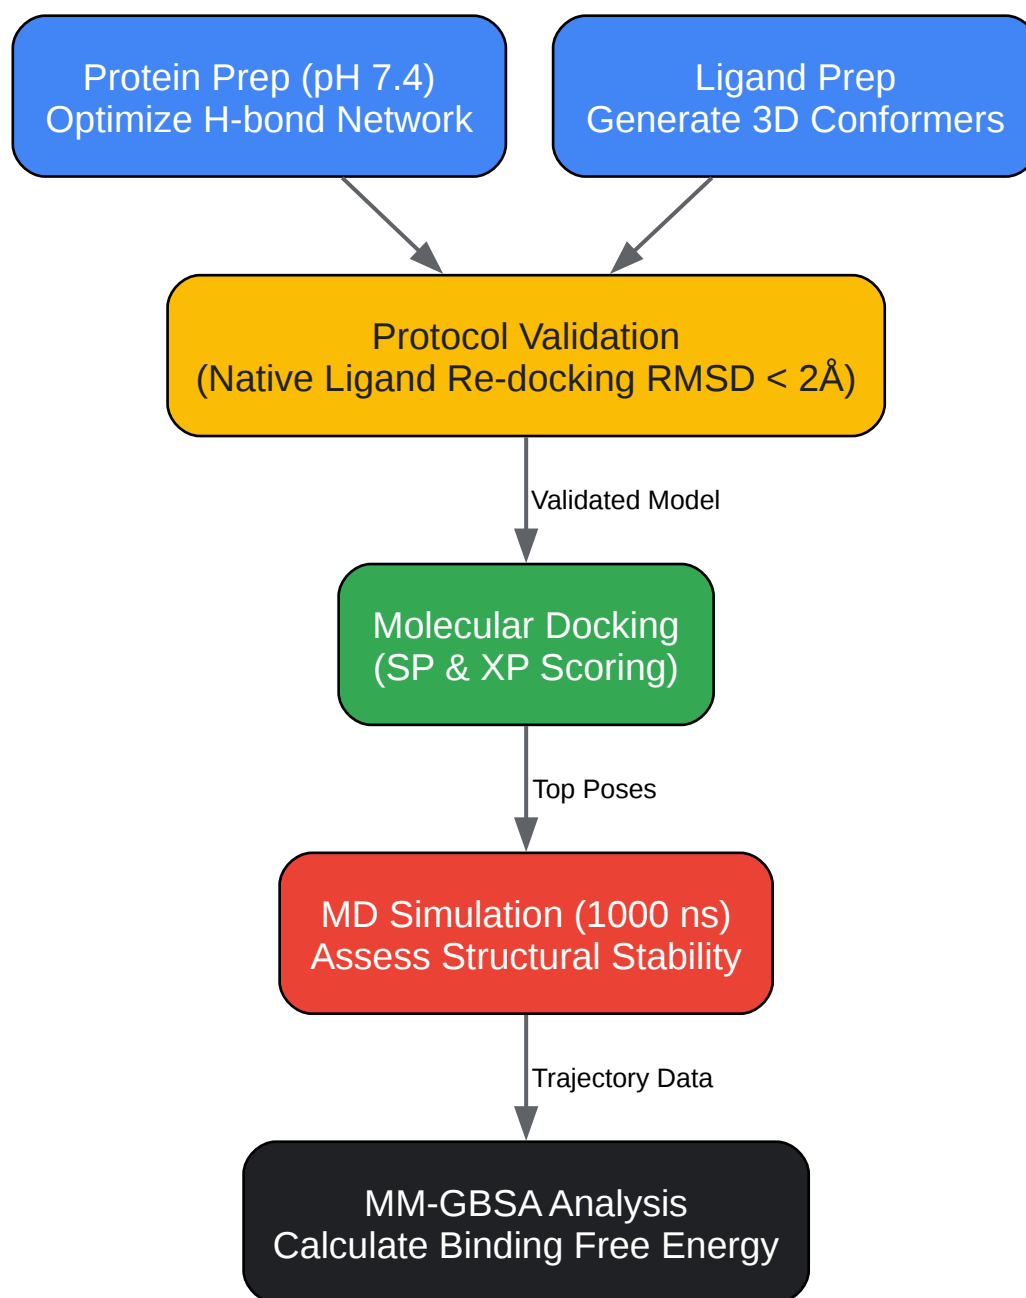 Protein Prep (pH 7.4)
Optimize H-bond Network
Ligand Prep
Generate 3D Conformers
Protocol Validation
(Native Ligand Re-docking RMSD < 2Å)
Validated Model
Molecular Docking
(SP & XP Scoring)
Top Poses
MD Simulation (1000 ns)
Assess Structural Stability
Trajectory Data
MM-GBSA Analysis
Calculate Binding Free Energy